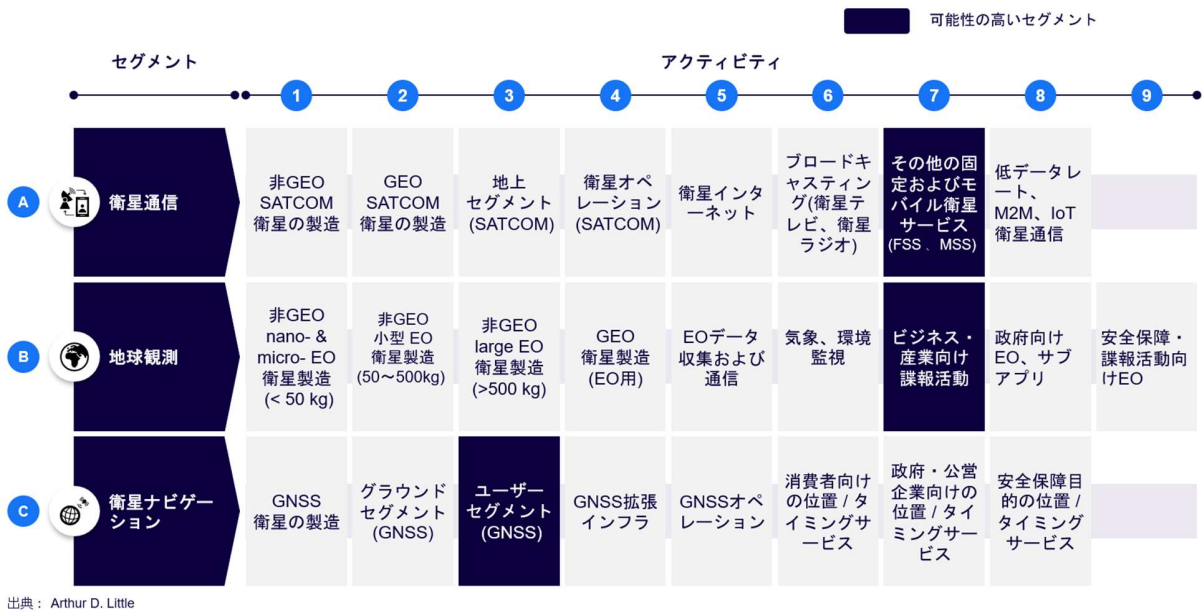 可能性の高いセグメント
セグメント
アクティビティ
1
2
3
4
5
6
7
8
9
A
衛星通信
非GEO
SATCOM
衛星の製造
GEO
SATCOM
衛星の製造
地上
セグメント
(SATCOM)
衛星オペ
レーション
(SATCOM)
衛星インタ
ーネット
ブロードキ
ャスティン
グ(衛星テ
レビ、衛星
ラジオ)
その他の固
定およびモ
バイル衛星
サービス
(FSS 、MSS)
低データレ
ート、
M2M、IoT
衛星通信
B
地球観測
非GEO
nano- &
micro- EO
衛星製造
(< 50 kg)
非GEO
小型 EO
衛星製造
(50〜500kg)
非GEO
large EO
衛星製造
(>500 kg)
GEO
衛星製造
(EO用)
EOデータ
収集および
通信
気象、環境
監視
ビジネス・
産業向け
諜報活動
政府向け
EO、サブ
アプリ
安全保障・
諜報活動向
けEO
C
衛星ナビゲー
ション
GNSS
衛星の製造
グラウンド
セグメント
(GNSS)
ユーザー
セグメント
(GNSS)
GNSS拡張
インフラ
GNSSオペ
レーション
消費者向け
の位置 / タ
イミングサ
ービス
政府・公営
企業向けの
位置 / タイ
ミングサー
ビス
安全保障目
的の位置 /
タイミング
サービス
出典： Arthur D. Little